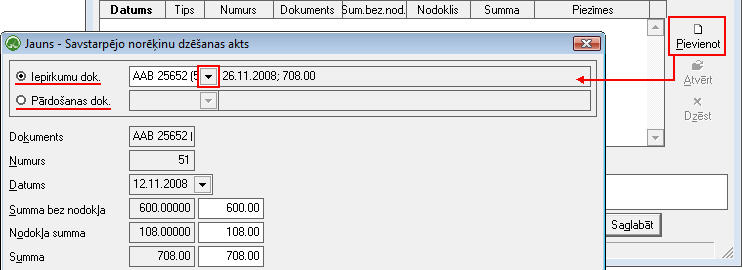 Datums Tips Numurs Dokuments Sum.bez.nod. Nodoklis Summa Piezīmes
Pievienot
Atvērt
Dzēst
Saglabāt
Jauns - Savstarpējo norēķinu dzēšanas akts
Iepirkumu dok. AAB 25652 (5 26.11.2008; 708.00
Pārdošanas dok.
Dokuments AAB 25652 (
Numurs 51
Datums 12.11.2008
Summa bez nodokļa 600.00000 600.00
Nodokļa summa 108.00000 108.00
Summa 708.00 708.00